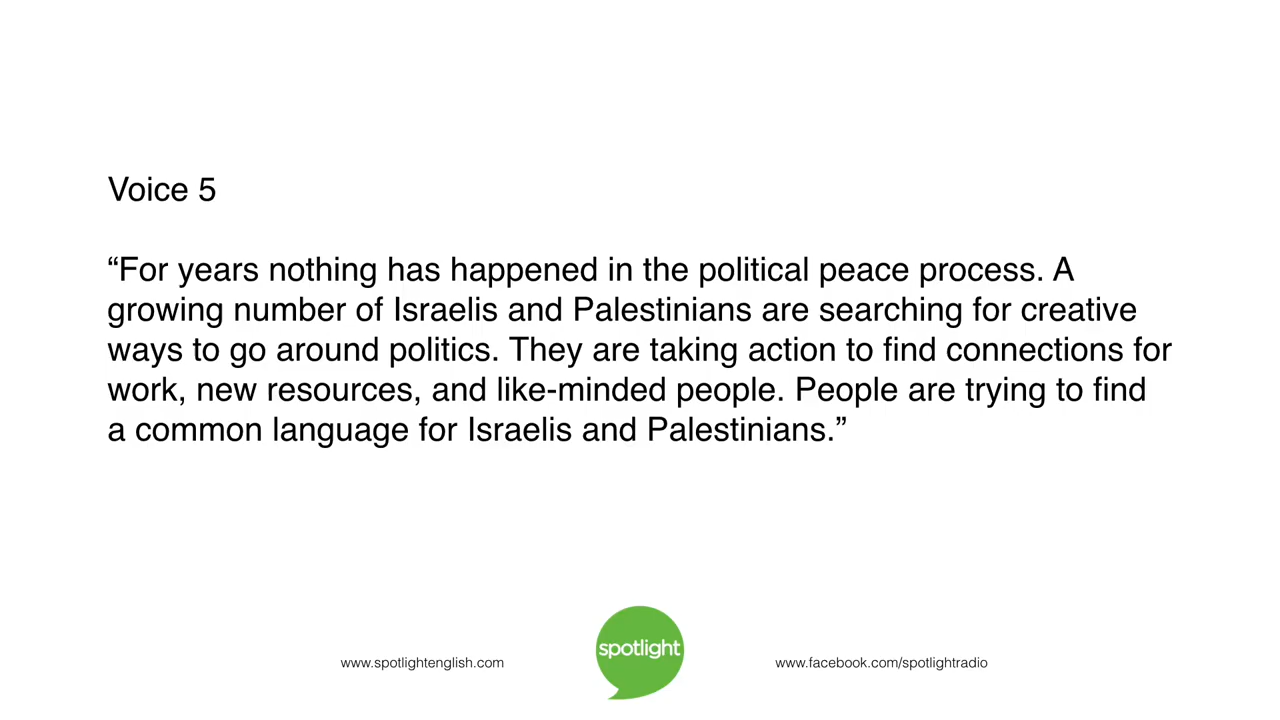 Voice 5
“For years nothing has happened in the political peace process. A
growing number of Israelis and Palestinians are searching for creative
ways to go around politics. They are taking action to find connections for
work, new resources, and like-minded people. People are trying to find
a common language for Israelis and Palestinians.”
www.spotlightenglish.com
spotlight
www.facebook.com/spotlightradio